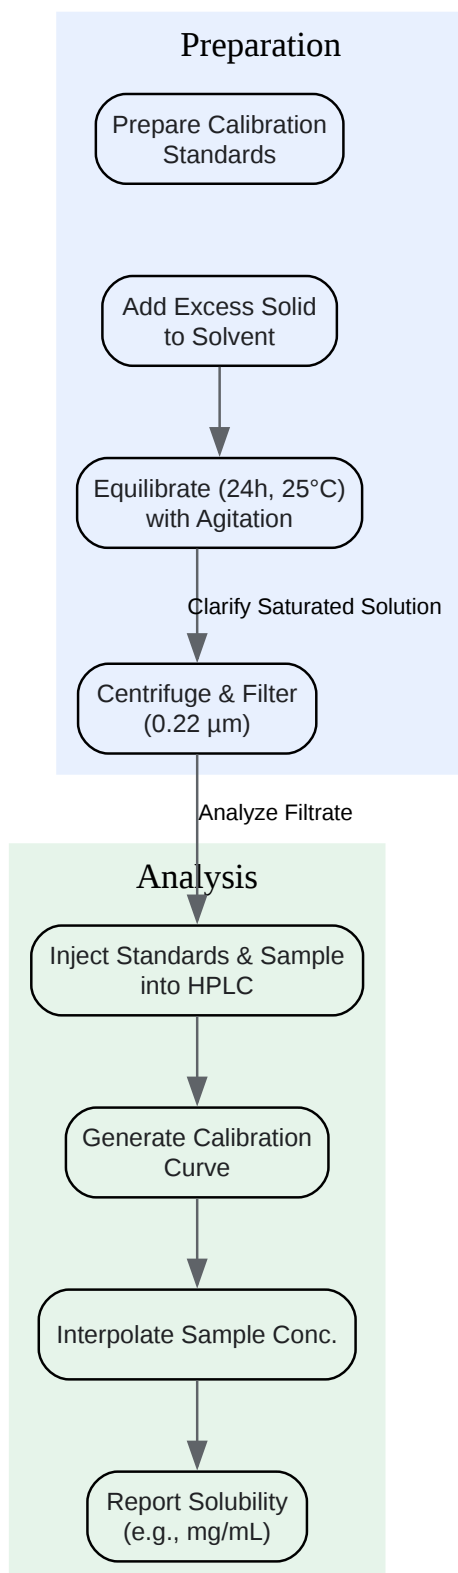 Preparation
Prepare Calibration
Standards
Add Excess Solid
to Solvent
Equilibrate (24h, 25°C)
with Agitation
Clarify Saturated Solution
Centrifuge & Filter
(0.22 µm)
Analyze Filtrate
Analysis
Inject Standards & Sample
into HPLC
Generate Calibration
Curve
Interpolate Sample Conc.
Report Solubility
(e.g., mg/mL)